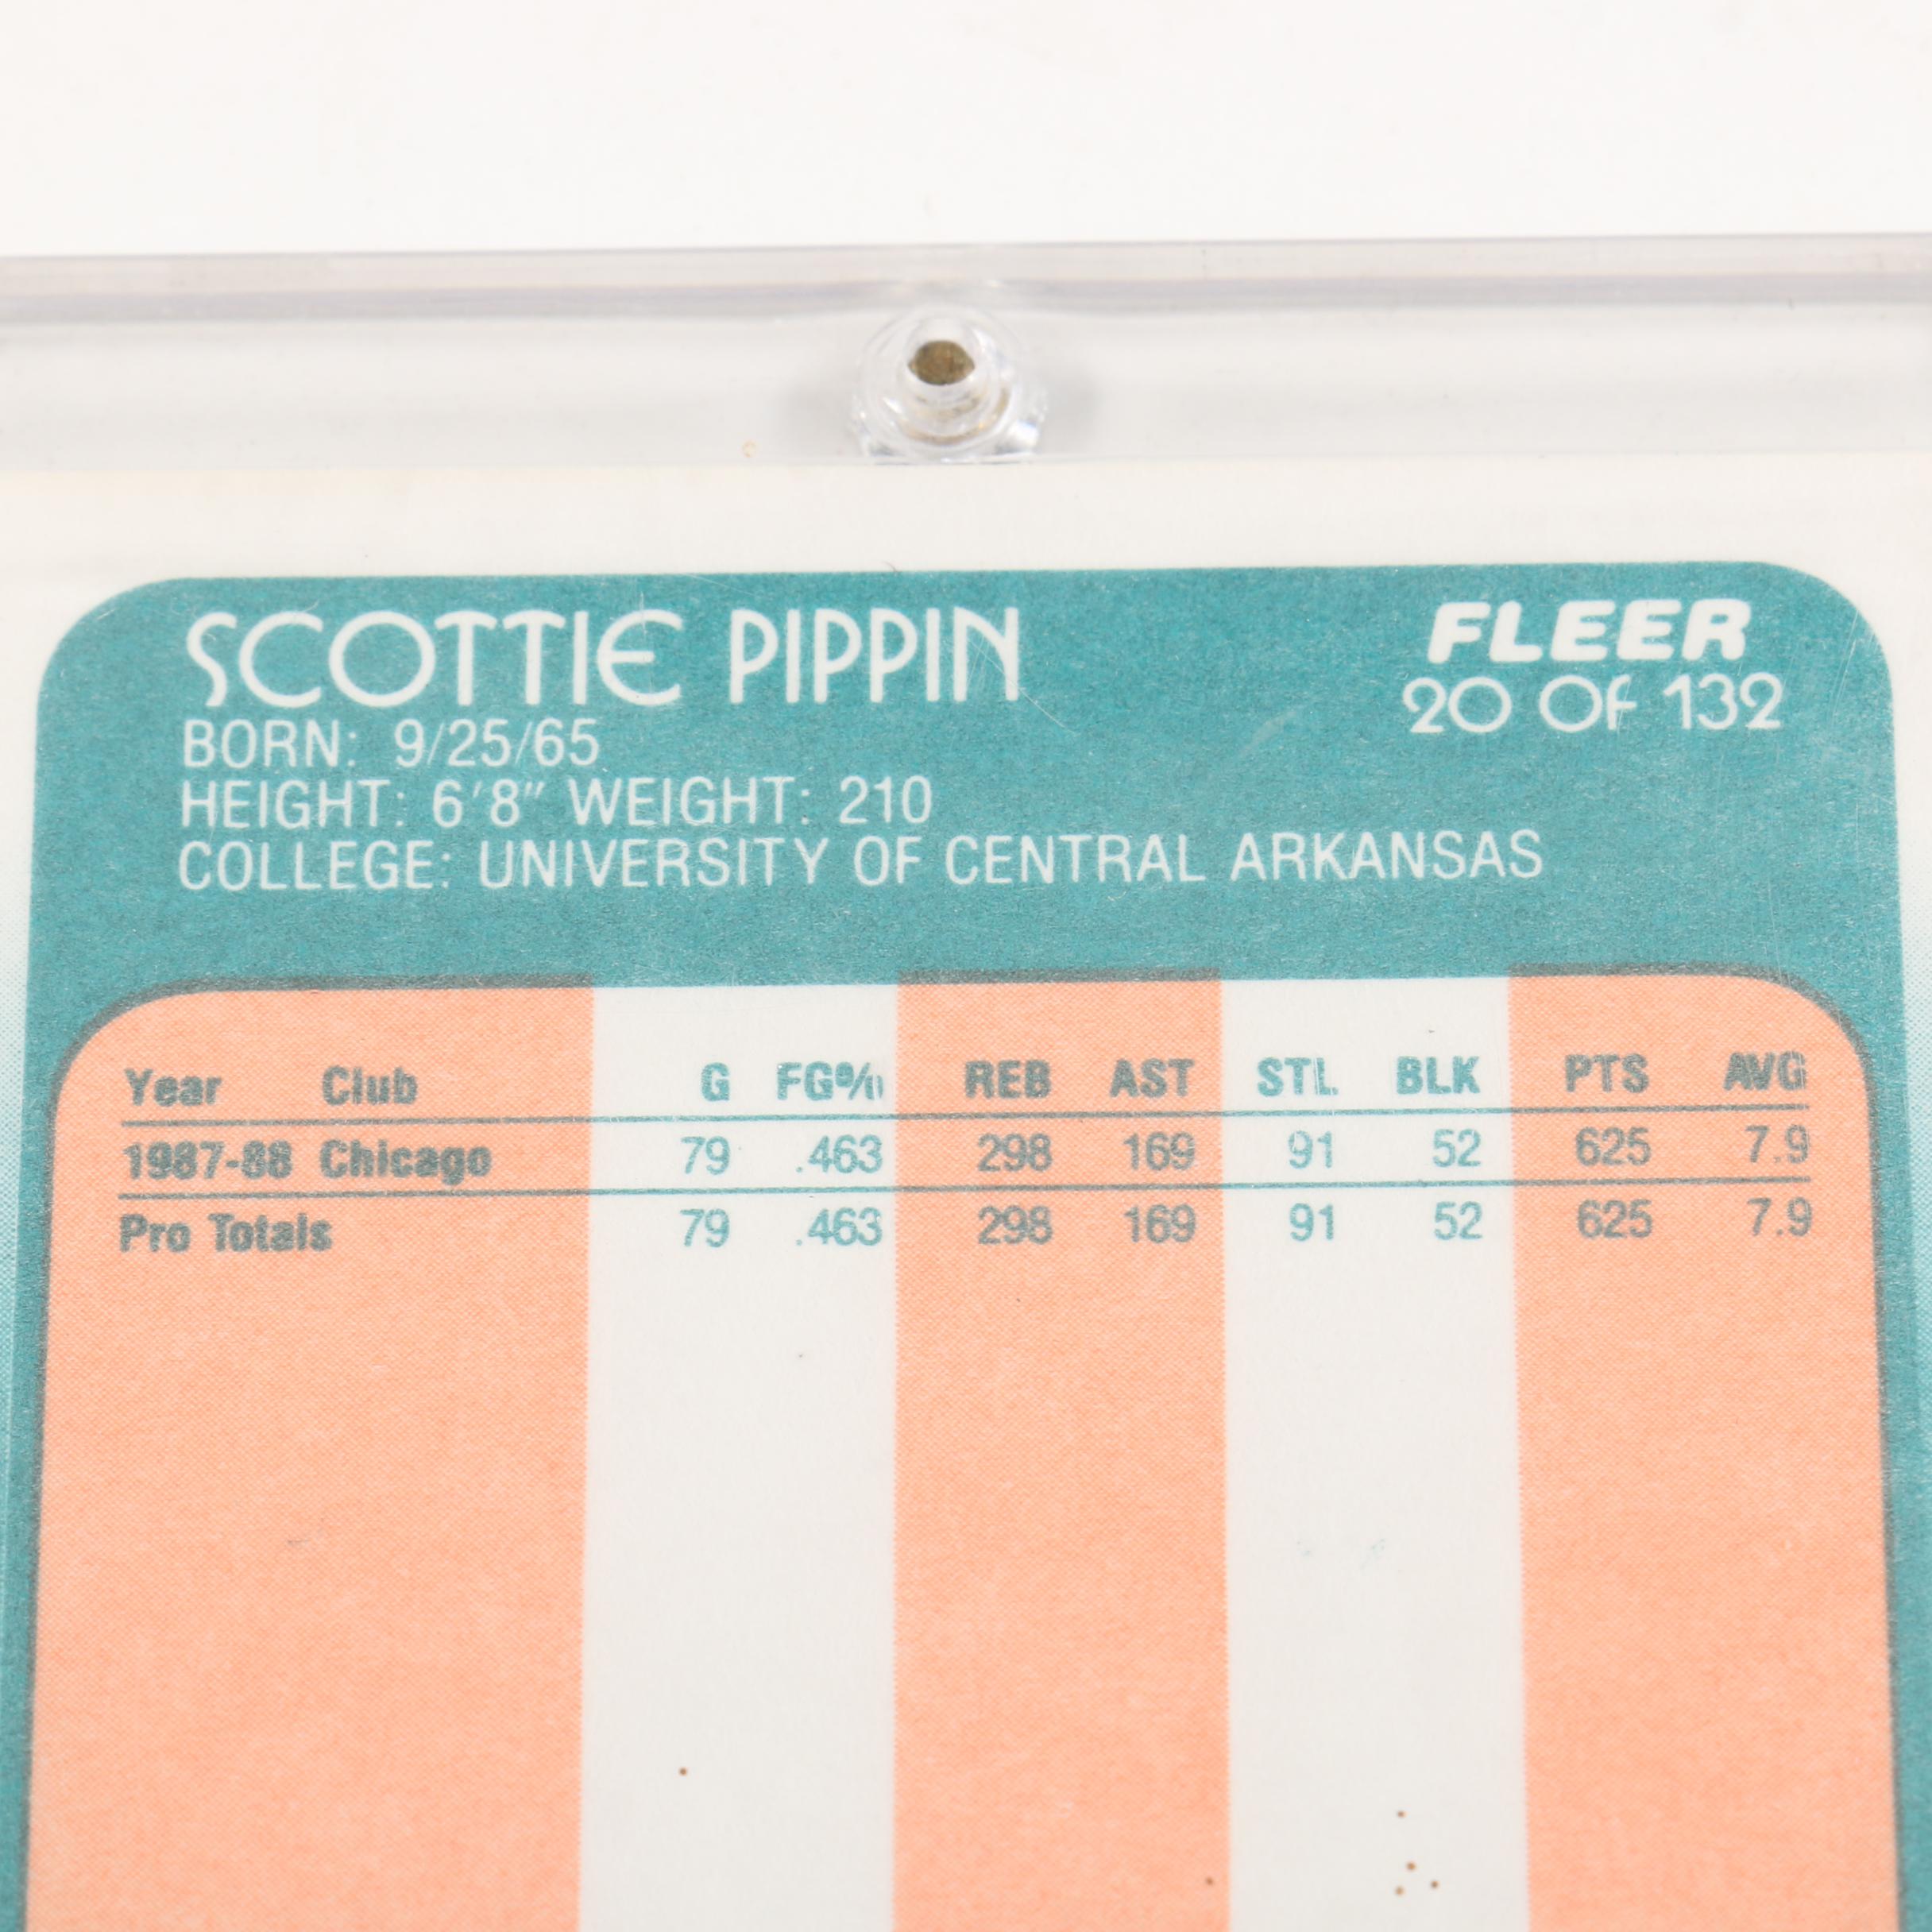 SCOTTIE PIPPIN
FLEER
20 OF 132
BORN: 9/25/65
HEIGHT: 6'8" WEIGHT: 210
COLLEGE: UNIVERSITY OF CENTRAL ARKANSAS
Year Club G FG% REB AST STL BLK PTS AVG
1987-88 Chicago 79 .463 298 169 91 52 625 7.9
Pro Totals 79 .463 298 169 91 52 625 7.9